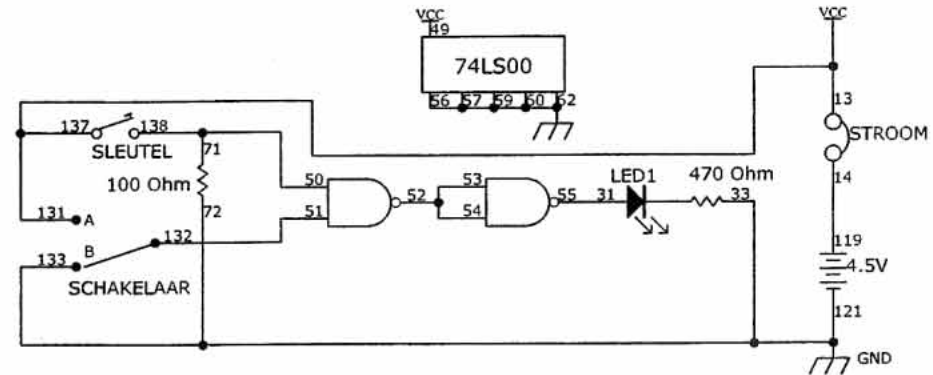 VCC
49
74LS00
56 57 59 60 62
VCC
13
STROOM
14
119
4.5V
121
GND
137 138
SLEUTEL
71
100 Ohm
72
131 A
B
132
133
SCHAKELAAR
50
51
52
53
54
55
31
LED1
470 Ohm
33